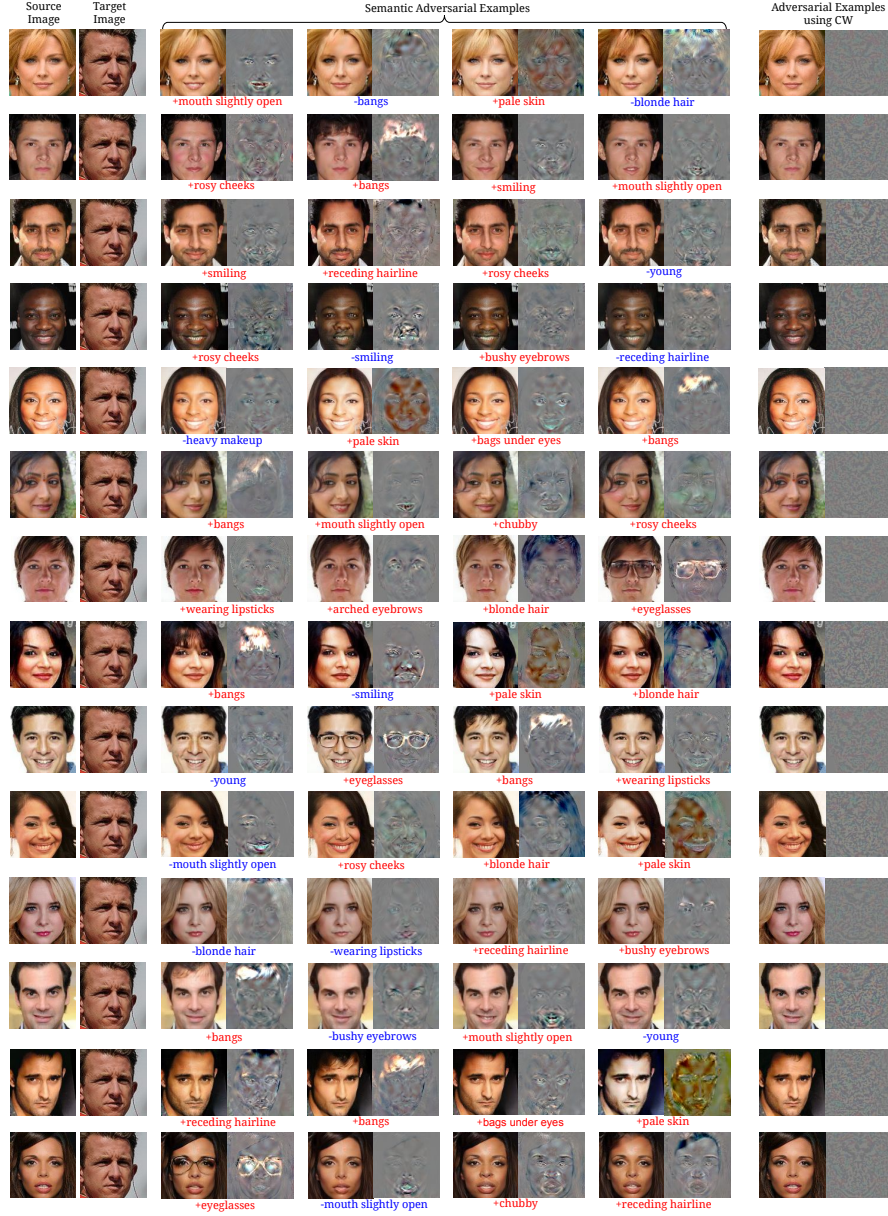 Source
Image
Target
Image
Semantic Adversarial Examples
Adversarial Examples
using CW
+mouth slightly open
-bangs
+pale skin
-blonde hair
+rosy cheeks
+bangs
+smiling
+mouth slightly open
+smiling
+receding hairline
+rosy cheeks
-young
+rosy cheeks
-smiling
+bushy eyebrows
-receding hairline
-heavy makeup
+pale skin
+bags under eyes
+bangs
+bangs
+mouth slightly open
+chubby
+rosy cheeks
+wearing lipsticks
+arched eyebrows
+blonde hair
+eyeglasses
+bangs
-smiling
+pale skin
+blonde hair
-young
+eyeglasses
+bangs
+wearing lipsticks
-mouth slightly open
+rosy cheeks
+blonde hair
+pale skin
-blonde hair
-wearing lipsticks
+receding hairline
+bushy eyebrows
+bangs
-bushy eyebrows
+mouth slightly open
-young
+receding hairline
+bangs
+bags under eyes
+pale skin
+eyeglasses
-mouth slightly open
+chubby
+receding hairline